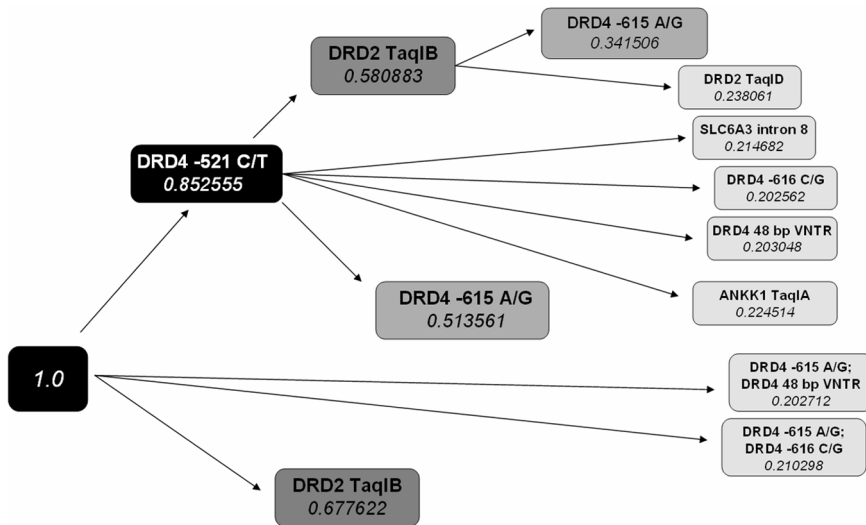 DRD4 -615 A/G
0.341506
DRD2 TaqIB
0.580883
DRD2 TaqID
0.238061
SLC6A3 intron 8
0.214682
DRD4 -521 C/T
0.852555
DRD4 -616 C/G
0.202562
DRD4 48 bp VNTR
0.203048
DRD4 -615 A/G
0.513561
ANKK1 TaqIA
0.224514
1.0
DRD4 -615 A/G;
DRD4 48 bp VNTR
0.202712
DRD4 -615 A/G;
DRD4 -616 C/G
0.210298
DRD2 TaqIB
0.677622